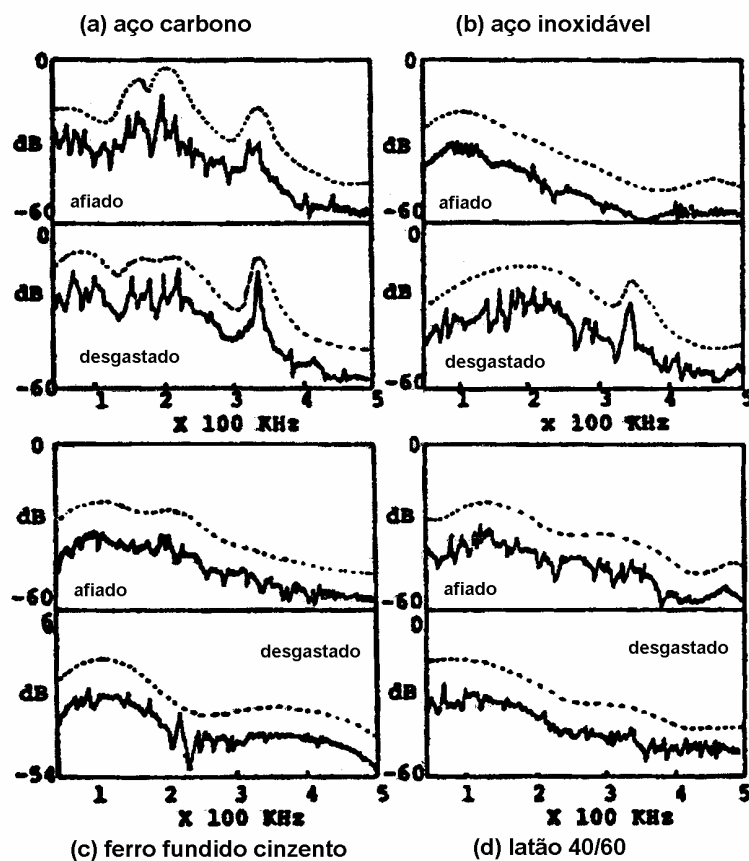 (a) aço carbono
(b) aço inoxidável
0
dB
-60
afiado
0
dB
-60
afiado
0
dB
-60
desgastado
1 2 3 4 5
X 100 KHz
0
dB
-60
desgastado
1 2 3 4 5
X 100 KHz
0
dB
-60
afiado
0
dB
-60
afiado
6
dB
-54
desgastado
1 2 3 4 5
X 100 KHz
0
dB
-60
desgastado
1 2 3 4 5
X 100 KHz
(c) ferro fundido cinzento
(d) latão 40/60